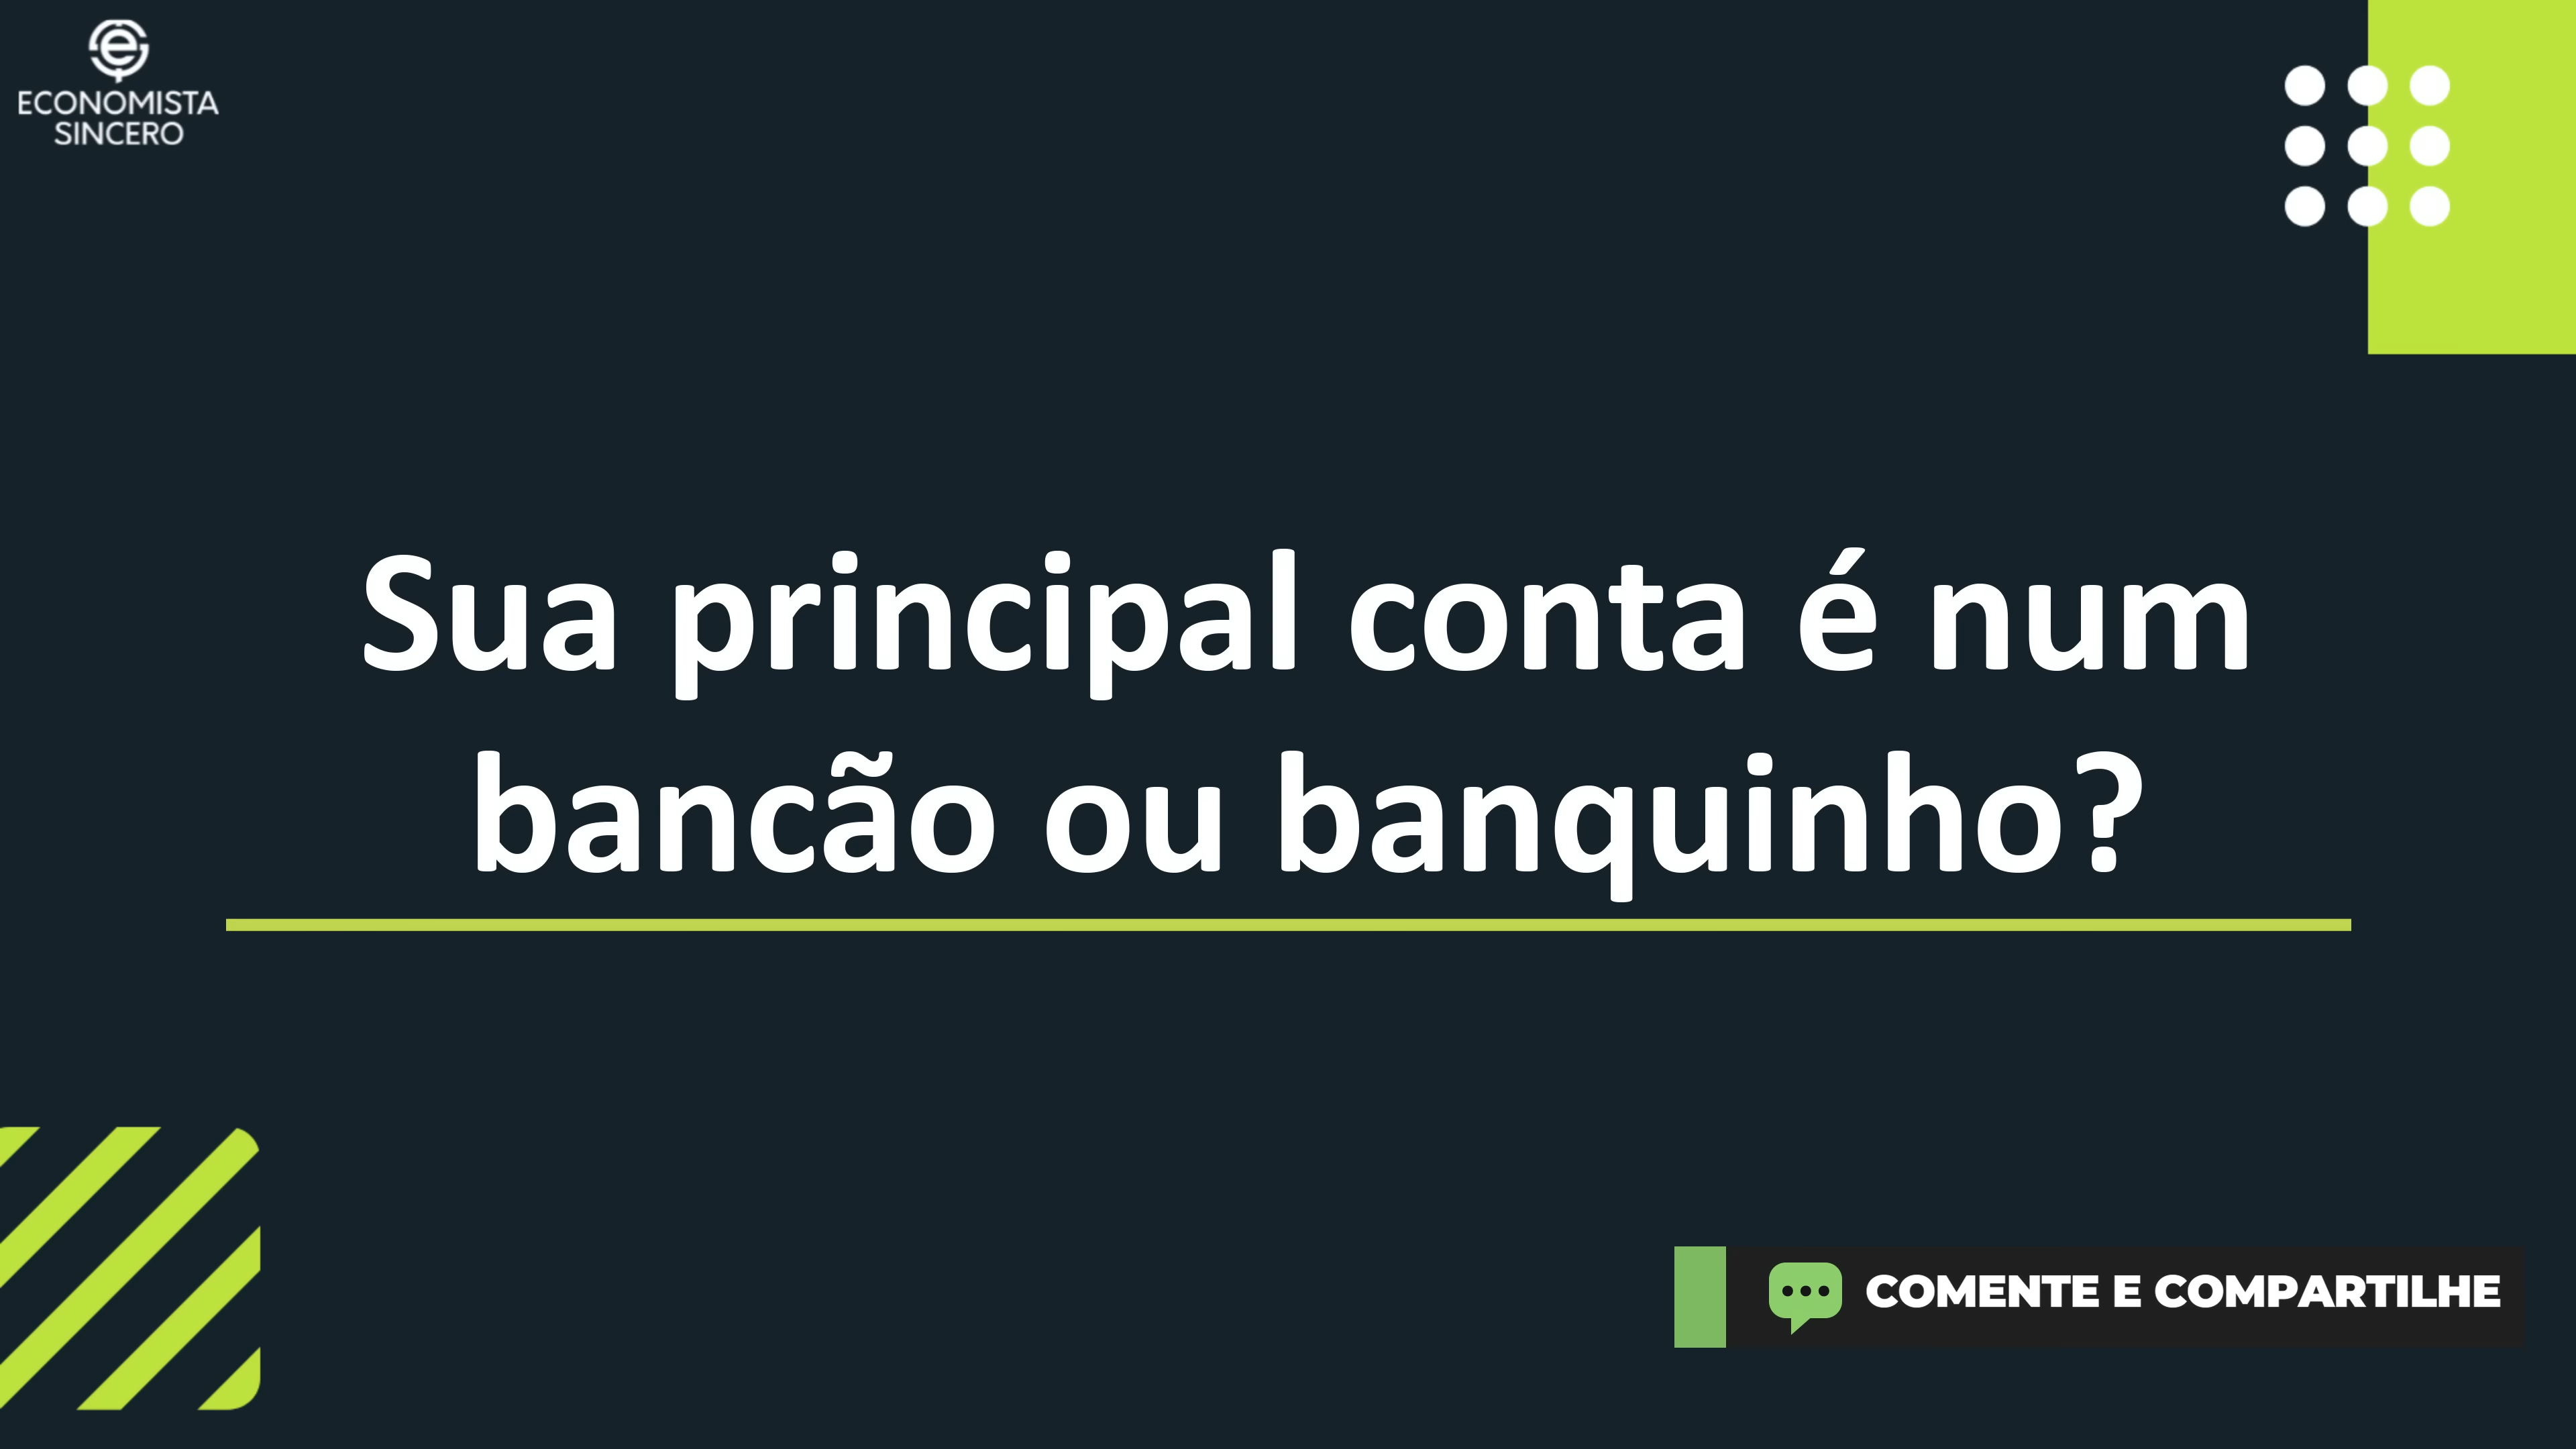 ECONOMISTA
SINCERO
Sua principal conta é num
bancão ou banquinho?
COMENTE E COMPARTILHE